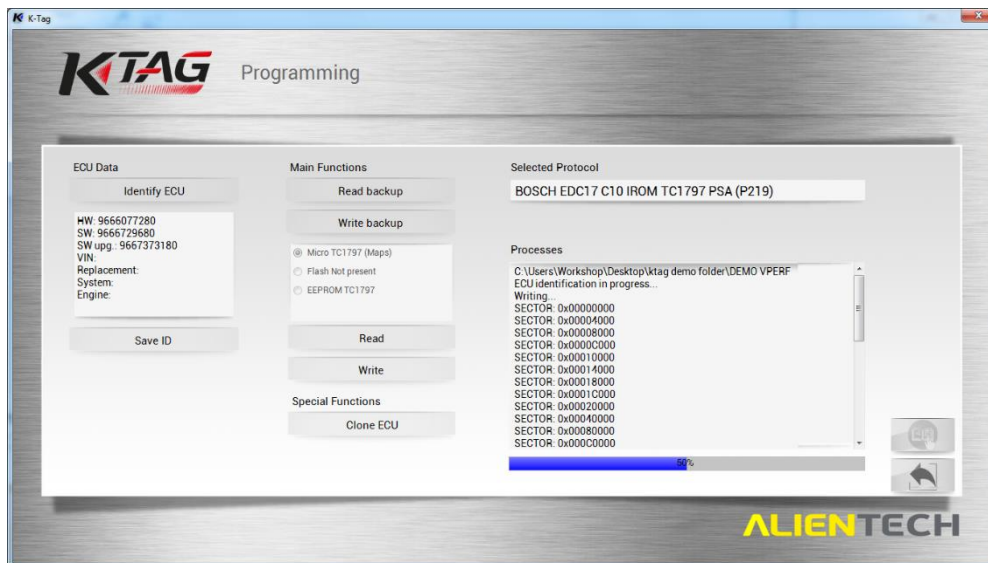 K-Tag
KTAG
Programming
ECU Data
Identify ECU
HW: 9666077280
SW: 9666729680
SW upg.: 9667373180
VIN:
Replacement:
System:
Engine:
Save ID
Main Functions
Read backup
Write backup
Micro TC1797 (Maps)
Flash Not present
EEPROM TC1797
Read
Write
Special Functions
Clone ECU
Selected Protocol
BOSCH EDC17 C10 IROM TC1797 PSA (P219)
Processes
C:\Users\Workshop\Desktop\ktag demo folder\DEMO VPERF
ECU identification in progress...
Writing...
SECTOR: 0x00000000
SECTOR: 0x00004000
SECTOR: 0x00008000
SECTOR: 0x0000C000
SECTOR: 0x00010000
SECTOR: 0x00014000
SECTOR: 0x00018000
SECTOR: 0x0001C000
SECTOR: 0x00020000
SECTOR: 0x00040000
SECTOR: 0x00080000
SECTOR: 0x000C0000
50%
ALIENTECH